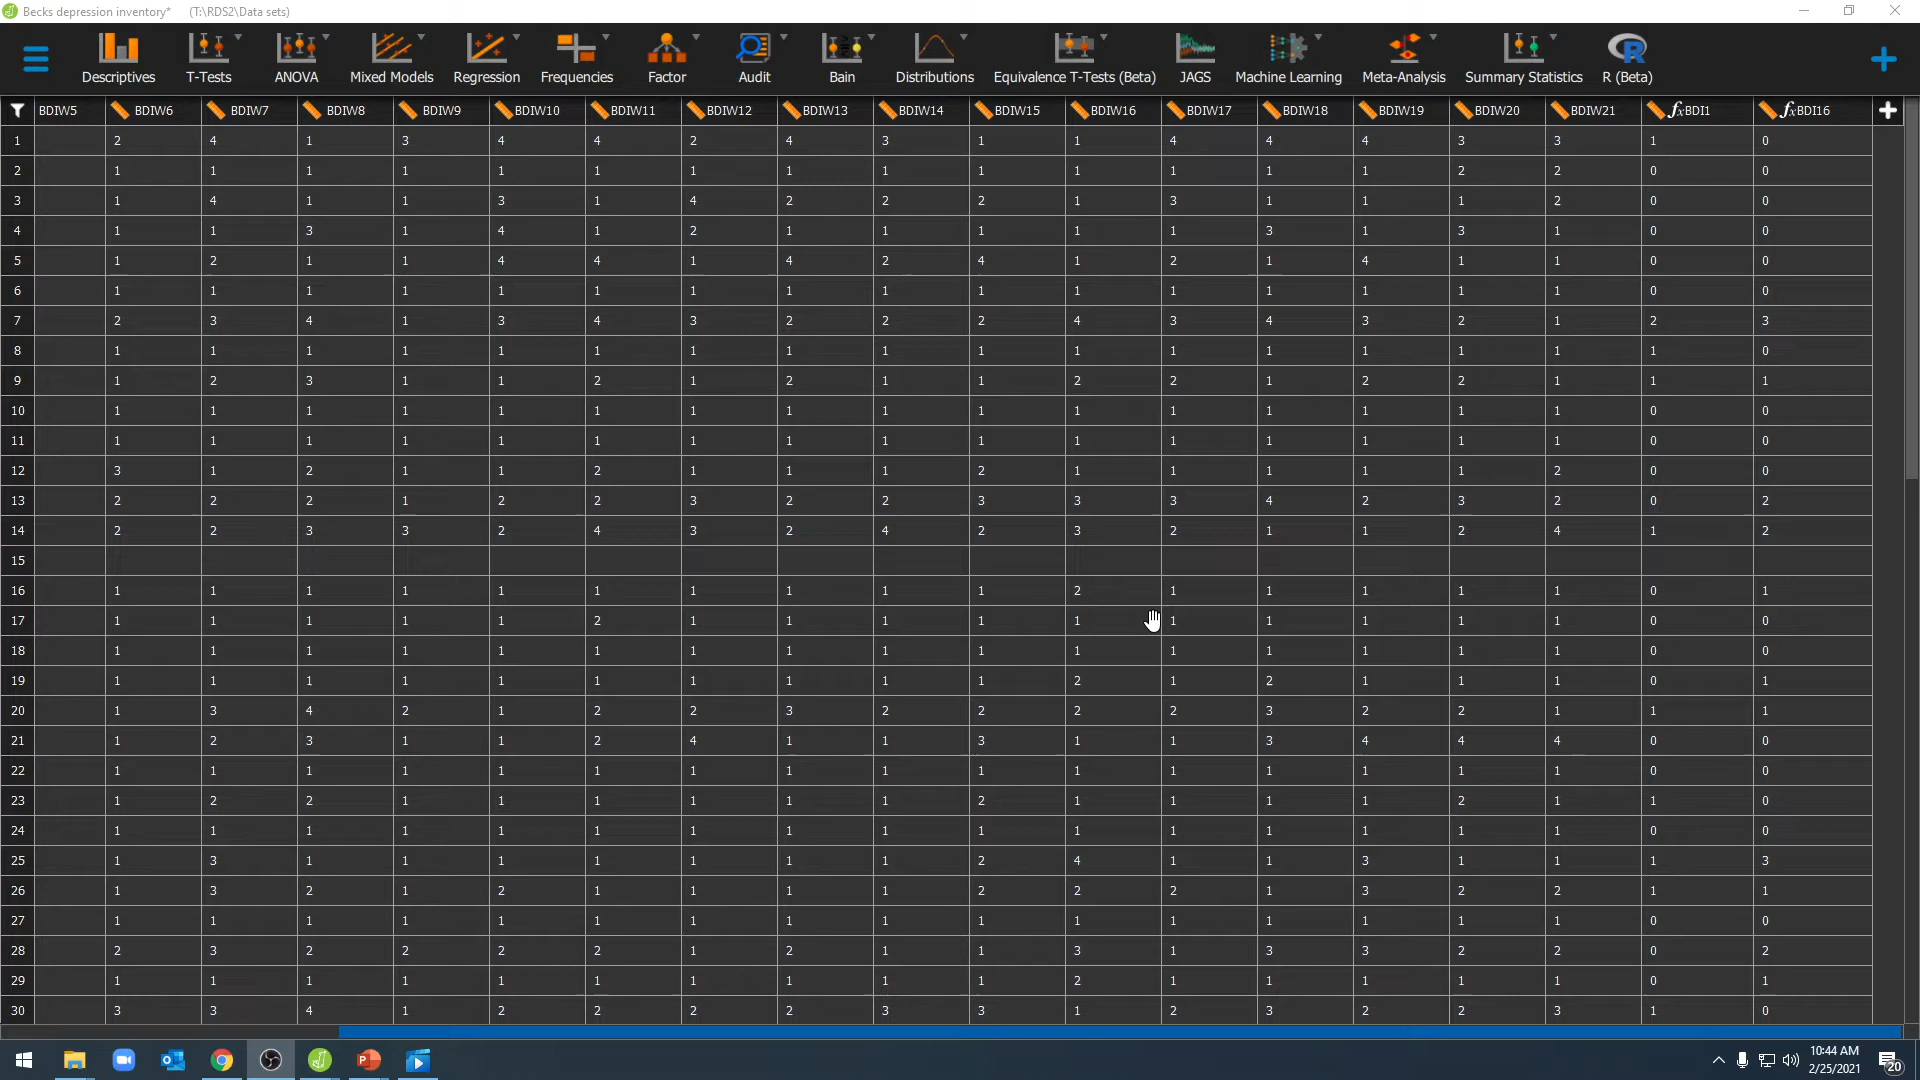 Becks depression inventory* (T:\RDS2\Data sets)
Descriptives T-Tests ANOVA Mixed Models Regression Frequencies Factor Audit Bain Distributions Equivalence T-Tests (Beta) JAGS Machine Learning Meta-Analysis Summary Statistics R (Beta)
BDIW5 BDIW6 BDIW7 BDIW8 BDIW9 BDIW10 BDIW11 BDIW12 BDIW13 BDIW14 BDIW15 BDIW16 BDIW17 BDIW18 BDIW19 BDIW20 BDIW21 fxBDI1 fxBDI16
1 2 4 1 3 4 4 2 4 3 1 1 4 4 4 3 3 1 0
2 1 1 1 1 1 1 1 1 1 1 1 1 1 1 2 2 0 0
3 1 4 1 1 3 1 4 2 2 2 1 3 1 1 1 2 0 0
4 1 1 3 1 4 1 2 1 1 1 1 1 3 1 3 1 0 0
5 1 2 1 1 4 4 1 4 2 4 1 2 1 4 1 1 0 0
6 1 1 1 1 1 1 1 1 1 1 1 1 1 1 1 1 0 0
7 2 3 4 1 3 4 3 2 2 2 4 3 4 3 2 1 2 3
8 1 1 1 1 1 1 1 1 1 1 1 1 1 1 1 1 1 0
9 1 2 3 1 1 2 1 2 1 1 2 2 1 2 2 1 1 1
10 1 1 1 1 1 1 1 1 1 1 1 1 1 1 1 1 0 0
11 1 1 1 1 1 1 1 1 1 1 1 1 1 1 1 1 0 0
12 3 1 2 1 1 2 1 1 1 2 1 1 1 1 1 2 0 0
13 2 2 2 1 2 2 3 2 2 3 3 3 4 2 3 2 0 2
14 2 2 3 3 2 4 3 2 4 2 3 2 1 1 2 4 1 2
15
16 1 1 1 1 1 1 1 1 1 1 2 1 1 1 1 1 0 1
17 1 1 1 1 1 2 1 1 1 1 1 1 1 1 1 1 0 0
18 1 1 1 1 1 1 1 1 1 1 1 1 1 1 1 1 0 0
19 1 1 1 1 1 1 1 1 1 1 2 1 2 1 1 1 0 1
20 1 3 4 2 1 2 2 3 2 2 2 2 3 2 2 1 1 1
21 1 2 3 1 1 2 4 1 1 3 1 1 3 4 4 4 0 0
22 1 1 1 1 1 1 1 1 1 1 1 1 1 1 1 1 0 0
23 1 2 2 1 1 1 1 1 1 2 1 1 1 1 2 1 1 0
24 1 1 1 1 1 1 1 1 1 1 1 1 1 1 1 1 0 0
25 1 3 1 1 1 1 1 1 1 2 4 1 1 3 1 1 1 3
26 1 3 2 1 2 1 1 1 1 2 2 2 1 3 2 2 1 1
27 1 1 1 1 1 1 1 1 1 1 1 1 1 1 1 1 0 0
28 2 3 2 2 2 2 1 2 1 1 3 1 3 3 2 2 0 2
29 1 1 1 1 1 1 1 1 1 1 2 1 1 1 1 1 0 1
30 3 3 4 1 2 2 2 2 3 3 1 2 3 2 2 3 1 0
10:44 AM
2/25/2021
20